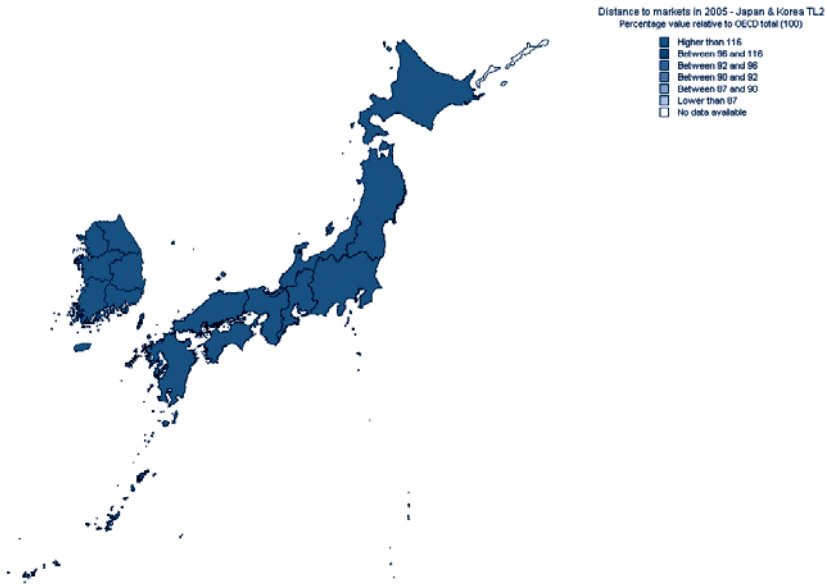 Distance to markets in 2005 - Japan & Korea TL2
Percentage value relative to OECD total (100)
Higher than 116
Between 96 and 116
Between 92 and 96
Between 90 and 92
Between 87 and 90
Lower than 87
No data available